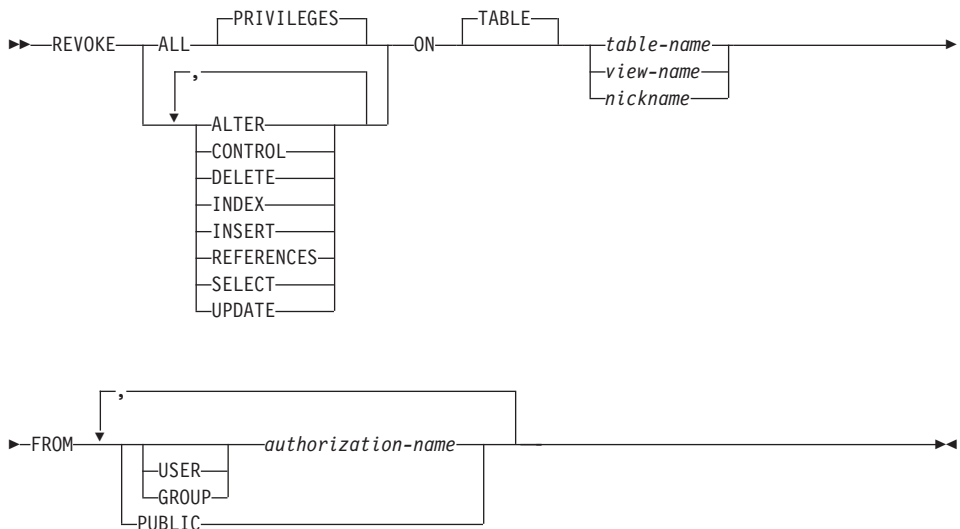 PRIVILEGES TABLE
REVOKE ALL ON table-name
, view-name
nickname
ALTER
CONTROL
DELETE
INDEX
INSERT
REFERENCES
SELECT
UPDATE
,
FROM authorization-name
USER
GROUP
PUBLIC